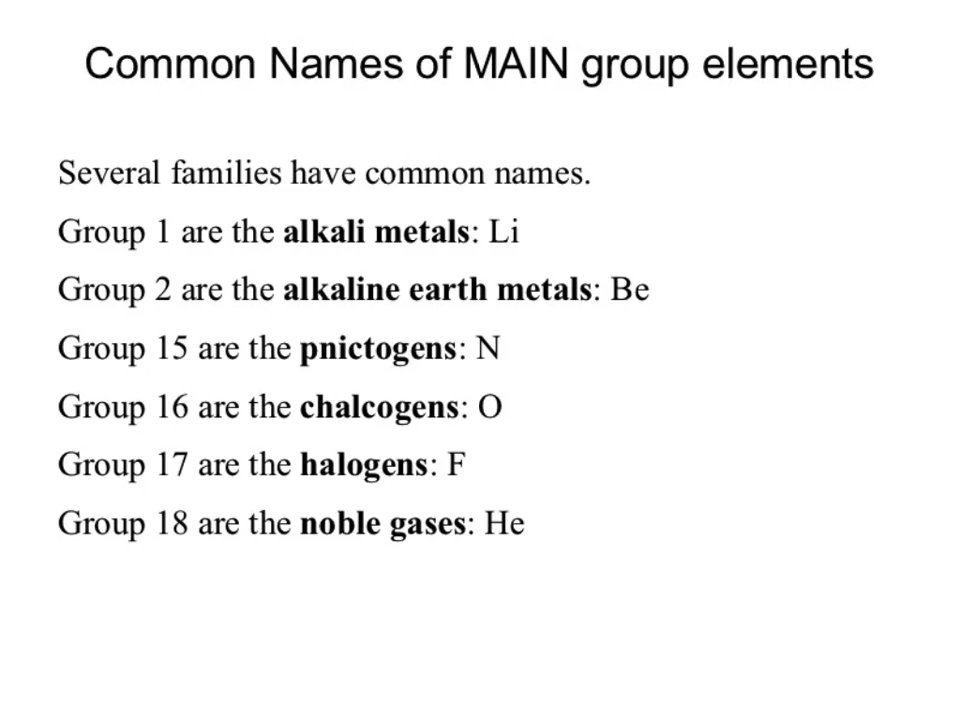 Common Names of MAIN group elements
Several families have common names.
Group 1 are the alkali metals: Li
Group 2 are the alkaline earth metals: Be
Group 15 are the pnictogens: N
Group 16 are the chalcogens: O
Group 17 are the halogens: F
Group 18 are the noble gases: He